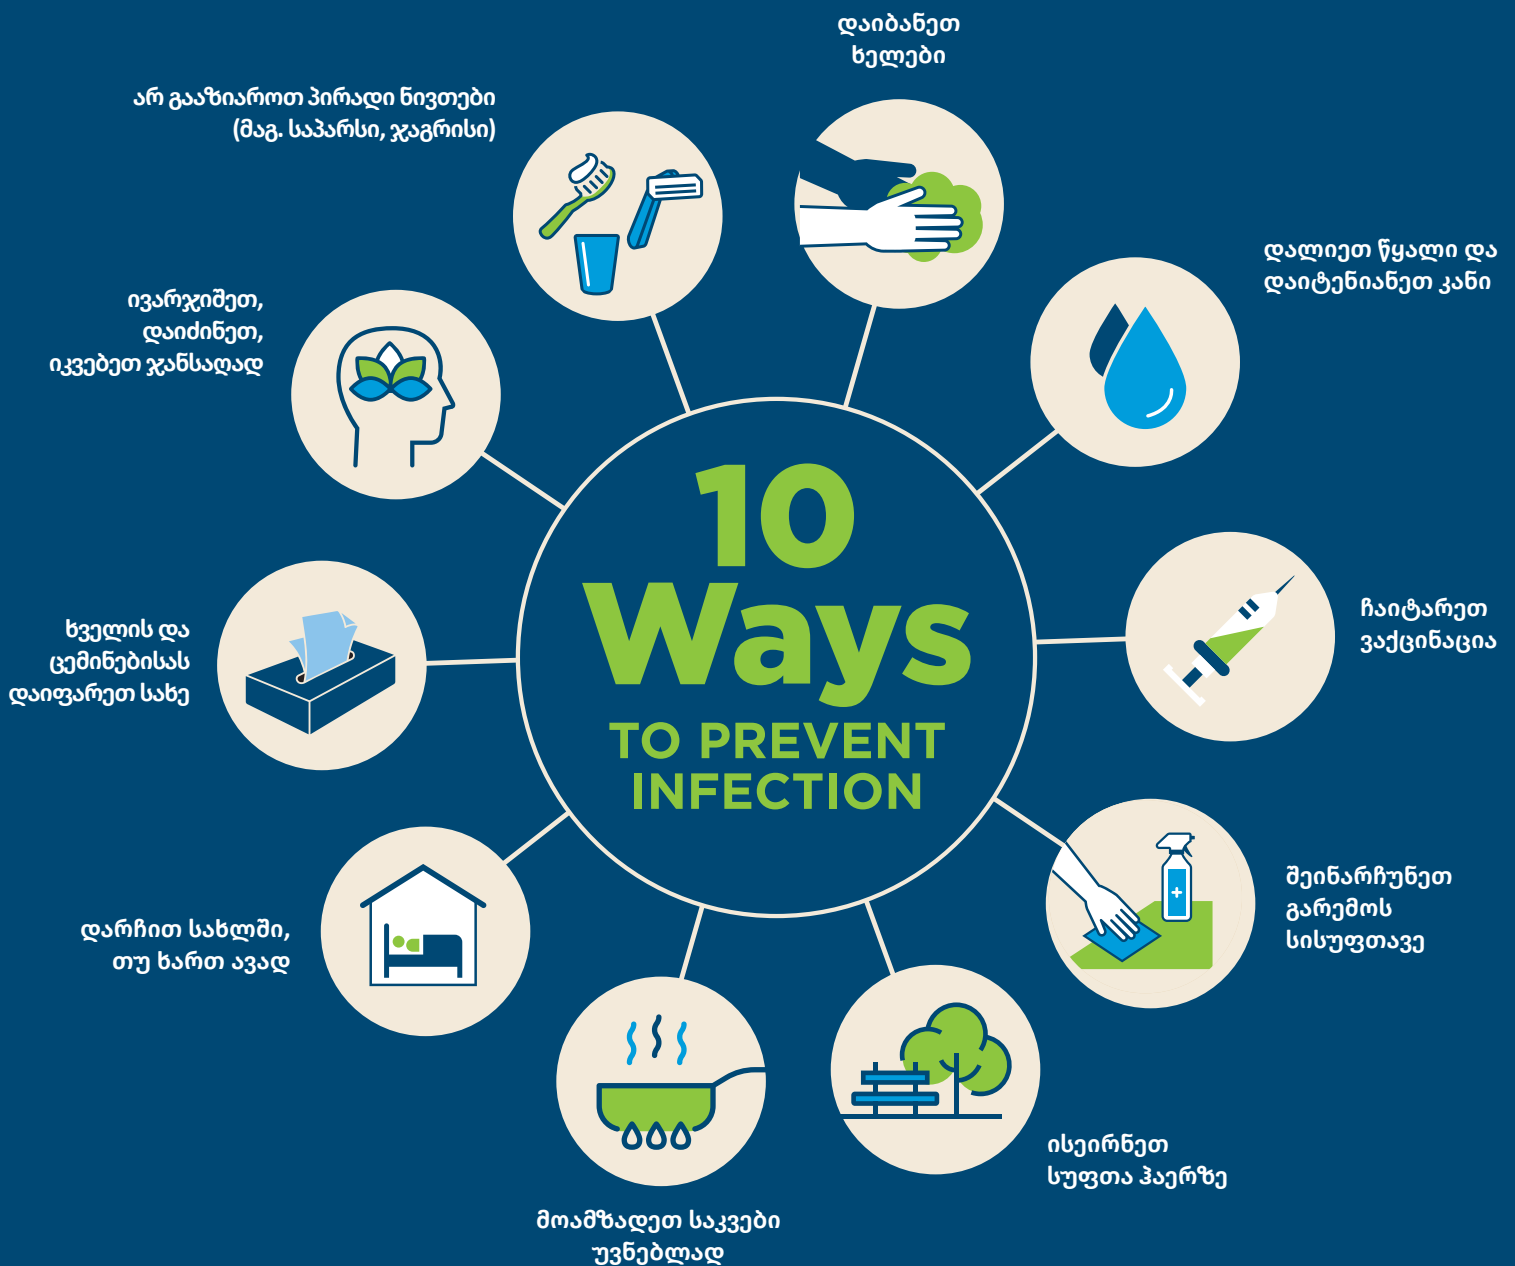 დაიბანეთ
ხელები
არ გააზიაროთ პირადი ნივთები
(მაგ. საპარსი, ჯაგრისი)
დალიეთ წყალი და
დაიტენიანეთ კანი
ივარჯიშეთ,
დაიძინეთ,
იკვებეთ ჯანსაღად
10
Ways
TO PREVENT
INFECTION
ჩაიტარეთ
ვაქცინაცია
ხველის და
ცემინებისას
დაიფარეთ სახე
შეინარჩუნეთ
გარემოს
სისუფთავე
დარჩით სახლში,
თუ ხართ ავად
ისეირნეთ
სუფთა ჰაერზე
მოამზადეთ საკვები
უვნებლად